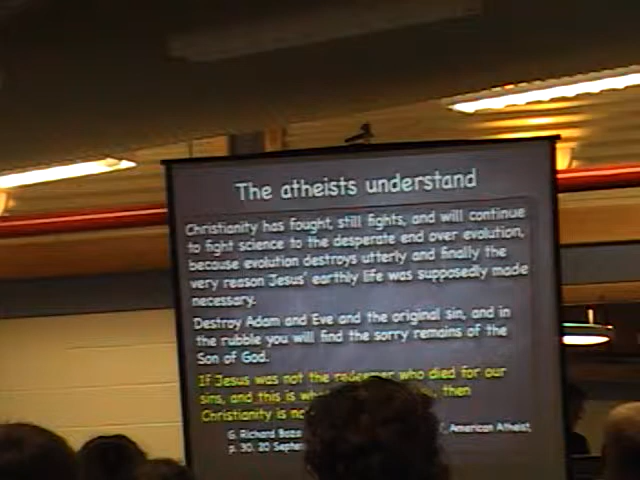 The atheists understand
Christianity has fought, still fights, and will continue
to fight science to the desperate end over evolution,
because evolution destroys utterly and finally the
very reason Jesus' earthly life was supposedly made
necessary.
Destroy Adam and Eve and the original sin, and in
the rubble you will find the sorry remains of the
Son of God.
If Jesus was not the redeemer who died for our
sins, and this is then
Christianity is
G. Richard American Atheist,
p. 30, 20